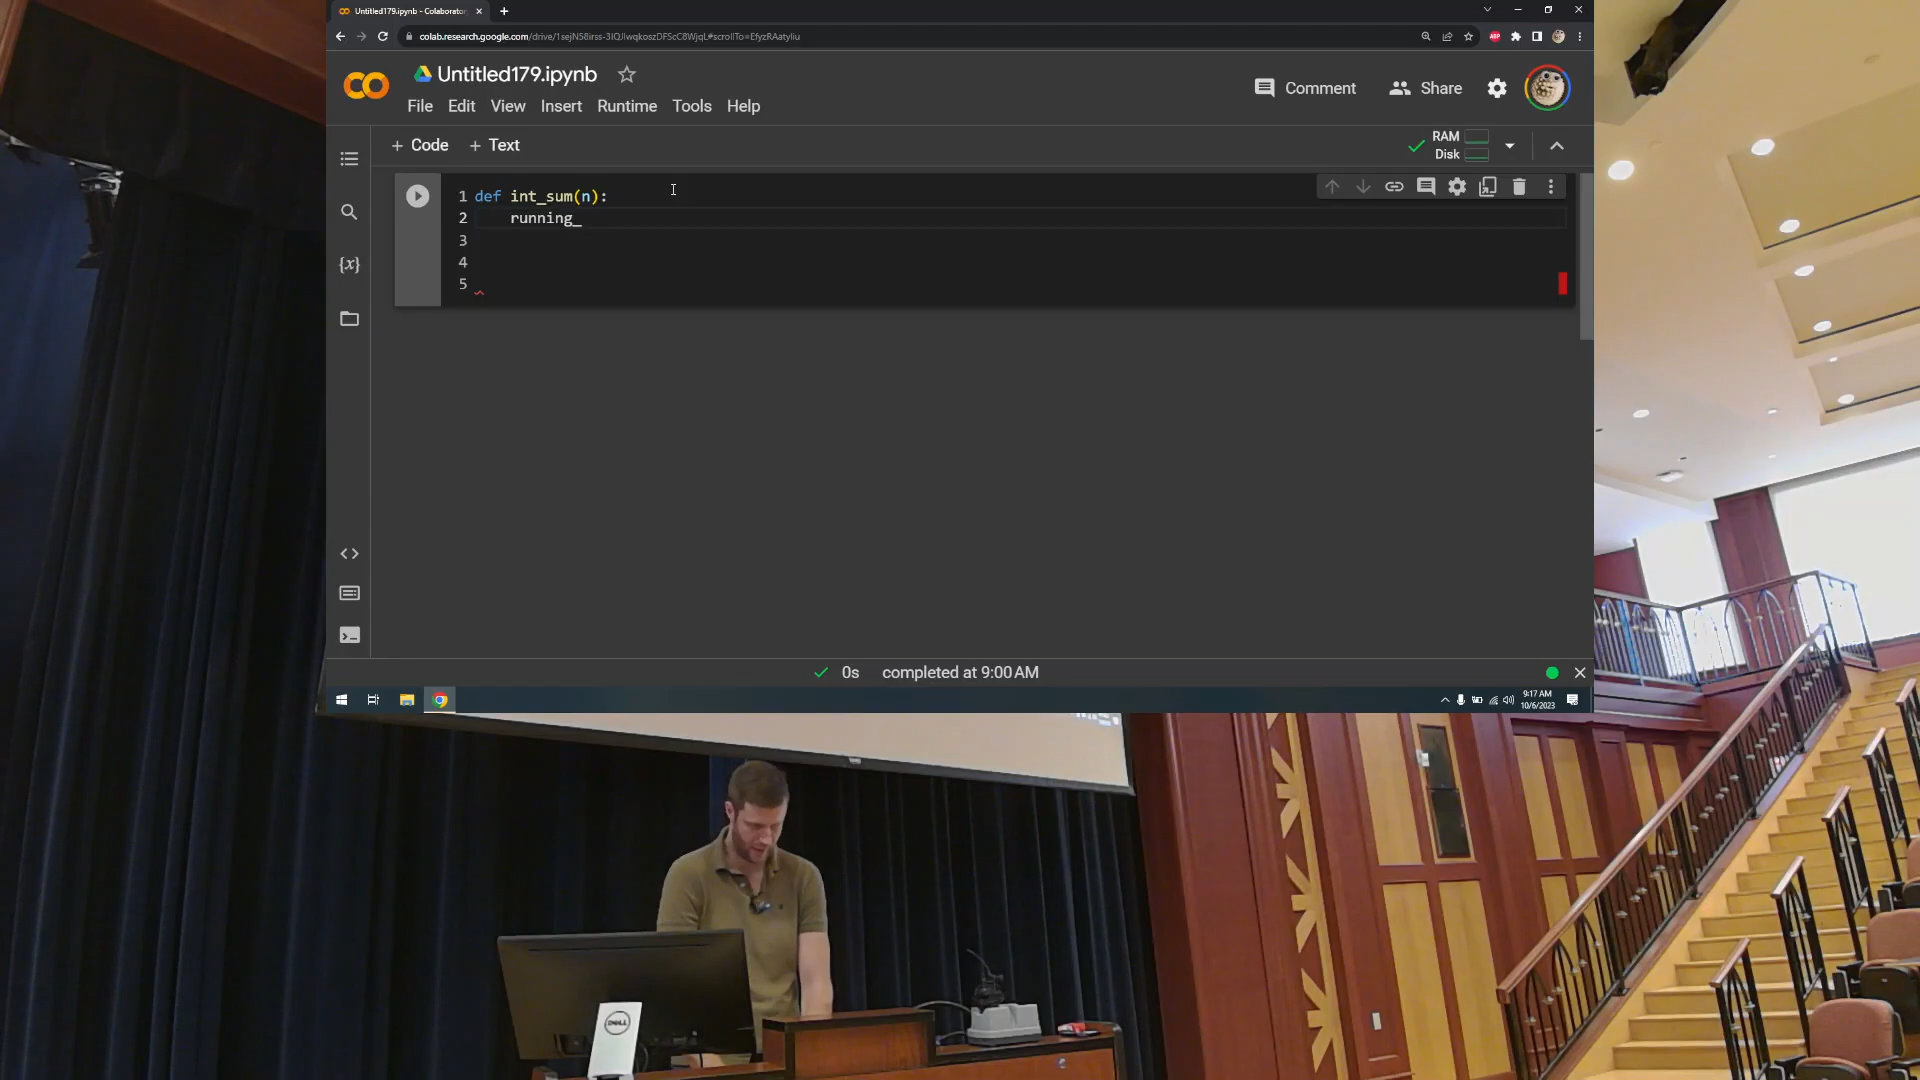 Untitled179.ipynb - Colaborator
colab.research.google.com/drive/1sejN58irss-3IQJlwqkoszDFScC8WjqL#scrollTo=EfyzRAatyliu
ABP
Untitled179.ipynb
File Edit View Insert Runtime Tools Help
Comment
Share
+ Code + Text
RAM
Disk
1 def int_sum(n):
2 running_
3
4
5
{x}
0s completed at 9:00 AM
9:17 AM
10/6/2023
DELL